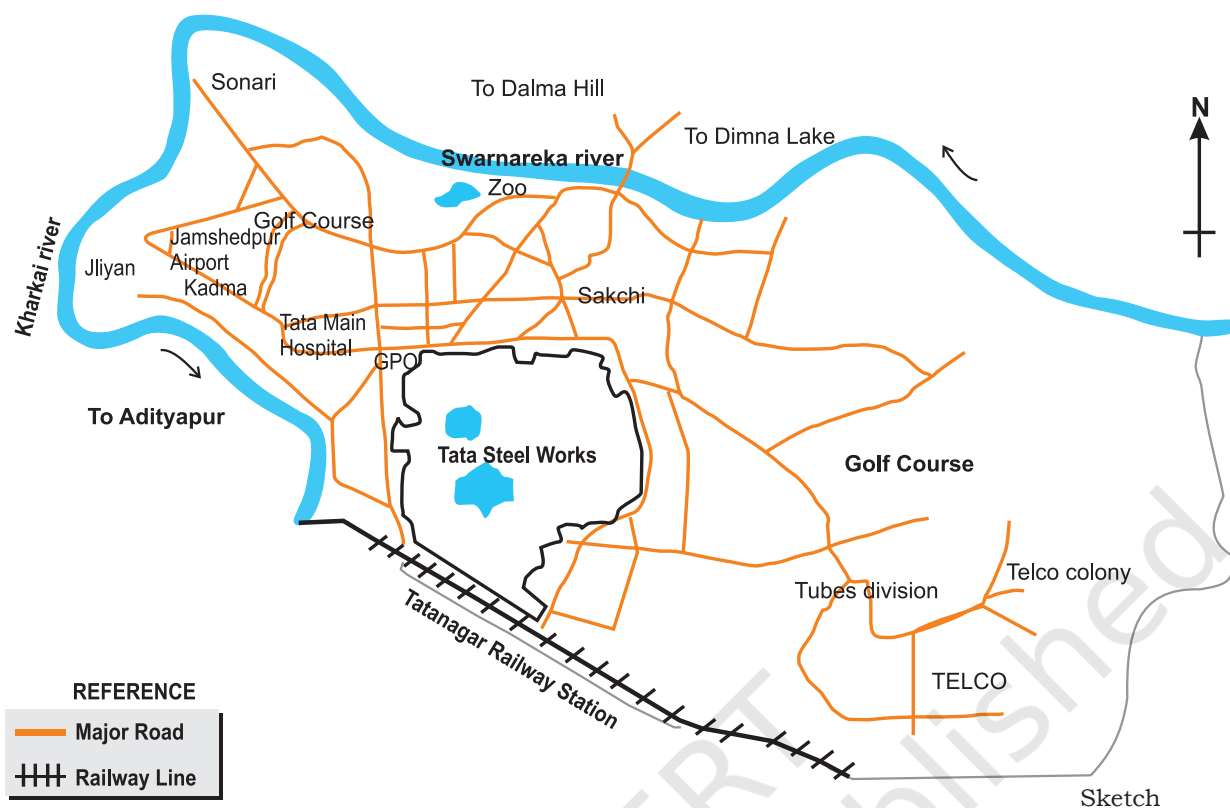 Sonari
To Dalma Hill
N
To Dimna Lake
Swarnareka river
Zoo
Golf Course
Jamshedpur
Airport
Kadma
Jliyan
Kharkai river
Sakchi
Tata Main
Hospital
GPO
To Adityapur
Tata Steel Works
Golf Course
Tubes division
Telco colony
TELCO
Tatanagar Railway Station
REFERENCE
Major Road
Railway Line
Sketch